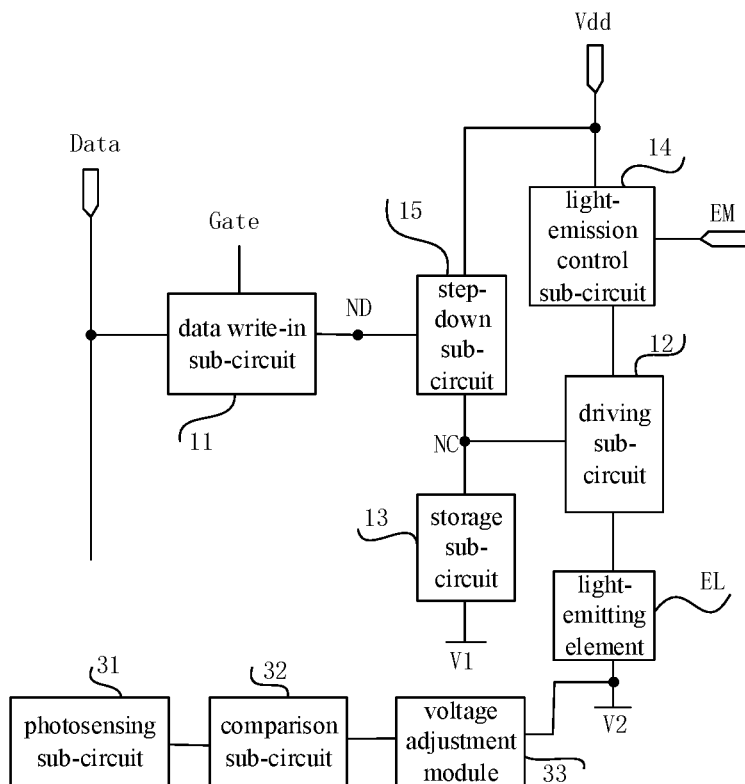 Vdd
Data
14
15
light-
emission
control
sub-circuit
EM
Gate
step-
down
sub-
circuit
ND
data write-in
sub-circuit
12
11
driving
sub-
circuit
NC
13
storage
sub-
circuit
light-
emitting
element
EL
V1
V2
31
32
photosensing
sub-circuit
comparison
sub-circuit
voltage
adjustment
module
33